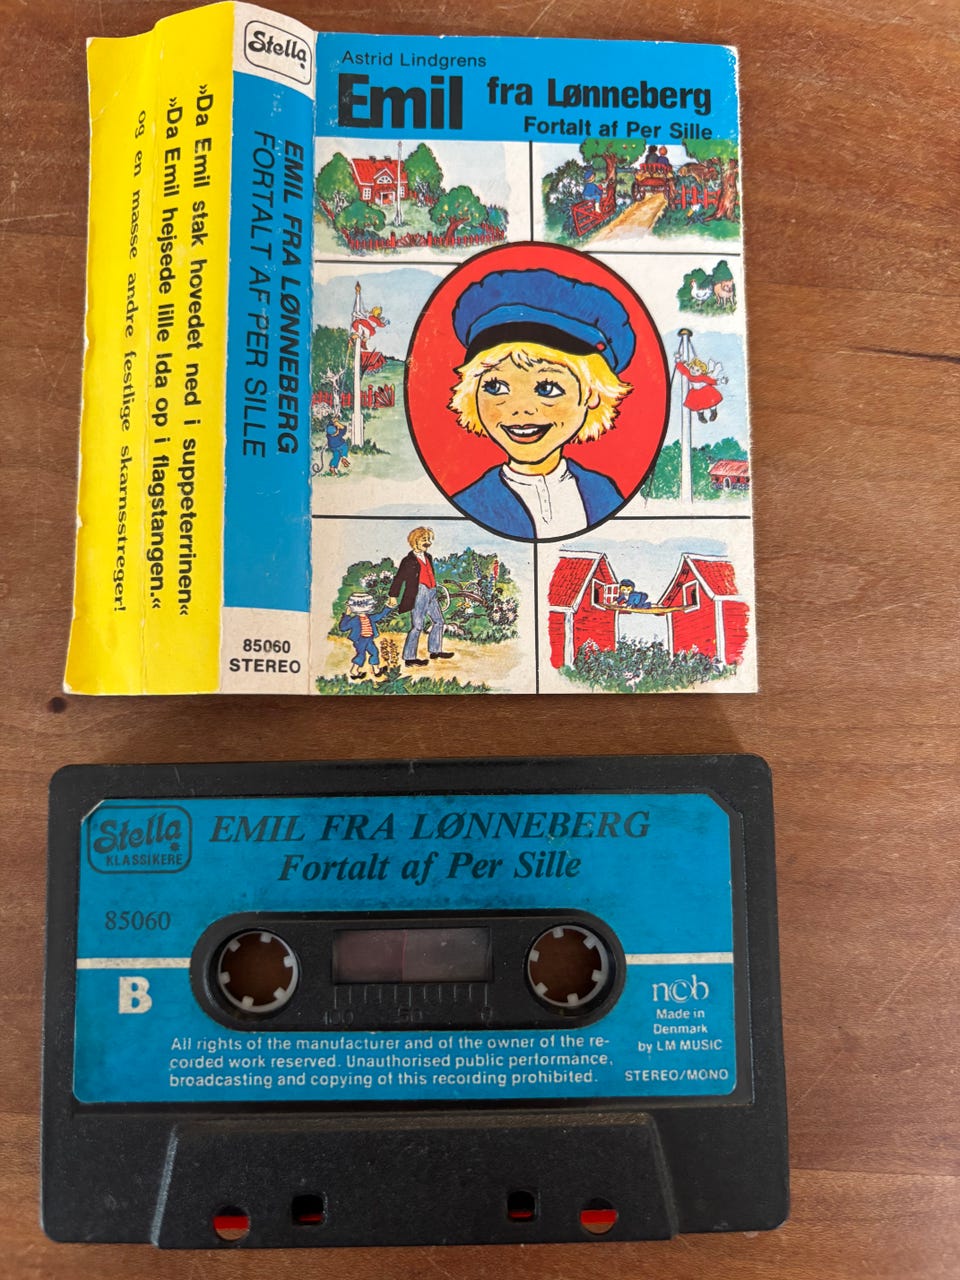 »Da Emil stak hovedet ned i suppeterrinen«
»Da Emil hejsede lille Ida op i flagstangen.«
og en masse andre festlige skarnsstreger!
Stella
EMIL FRA LØNNEBERG
FORTALT AF PER SILLE
85060
STEREO
Astrid Lindgrens
Emil fra Lønneberg
Fortalt af Per Sille
Stella
KLASSIKERE
EMIL FRA LØNNEBERG
Fortalt af Per Sille
85060
B
100 50 0
ncb
Made in
Denmark
by LM MUSIC
STEREO/MONO
All rights of the manufacturer and of the owner of the re-
corded work reserved. Unauthorised public performance,
broadcasting and copying of this recording prohibited.